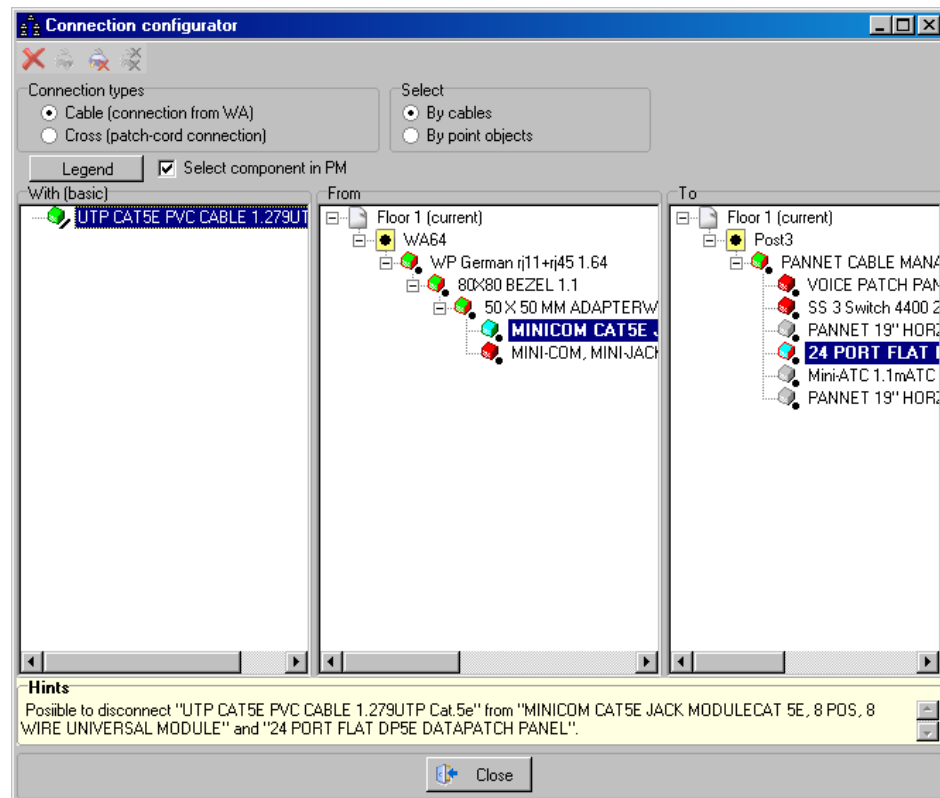 Connection configurator
Connection types
Cable (connection from WA)
Cross (patch-cord connection)
Select
By cables
By point objects
Legend
Select component in PM
With (basic)
UTP CAT5E PVC CABLE 1.279UT
From
Floor 1 (current)
WA64
WP German rj11+rj45 1.64
80X80 BEZEL 1.1
50 X 50 MM ADAPTERW
MINICOM CAT5E J
MINI-COM, MINI-JACK
To
Floor 1 (current)
Post3
PANNET CABLE MANA
VOICE PATCH PAN
SS 3 Switch 4400 2
PANNET 19" HORZ
24 PORT FLAT
Mini-ATC 1.1mATC
PANNET 19" HORZ
Hints
Posiible to disconnect "UTP CAT5E PVC CABLE 1.279UTP Cat.5e" from "MINICOM CAT5E JACK MODULECAT 5E, 8 POS, 8
WIRE UNIVERSAL MODULE" and "24 PORT FLAT DP5E DATAPATCH PANEL".
Close